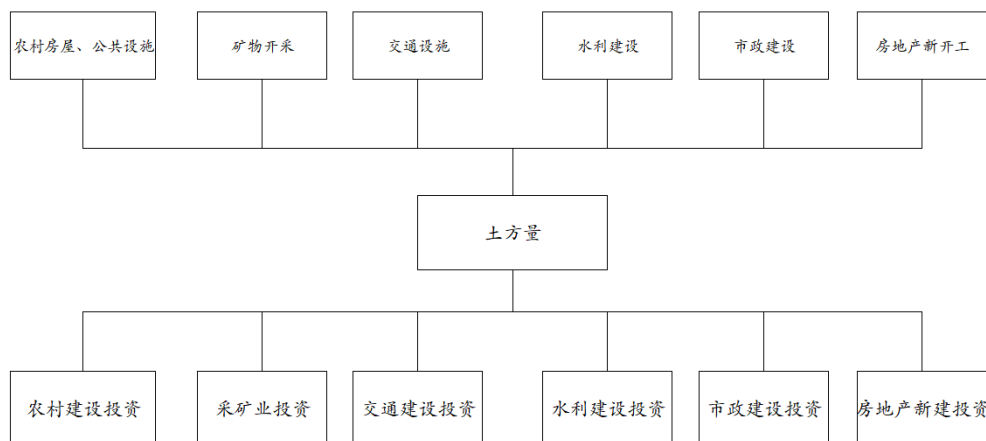 农村房屋、公共设施
矿物开采
交通设施
水利建设
市政建设
房地产新开工
土方量
农村建设投资
采矿业投资
交通建设投资
水利建设投资
市政建设投资
房地产新建投资